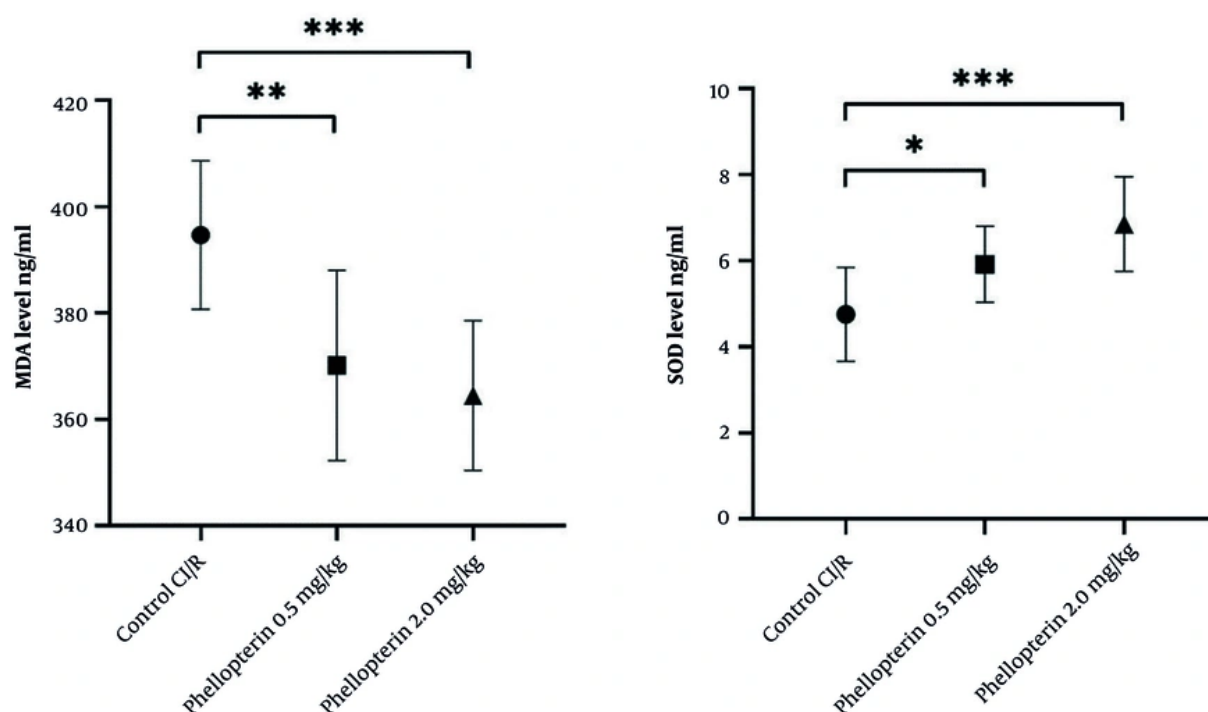 ***
**
420
400
380
360
340
MDA level ng/ml
Control CI/R
Phellopterin 0.5 mg/kg
Phellopterin 2.0 mg/kg
***
*
10
8
6
4
2
0
SOD level ng/ml
Control CI/R
Phellopterin 0.5 mg/kg
Phellopterin 2.0 mg/kg